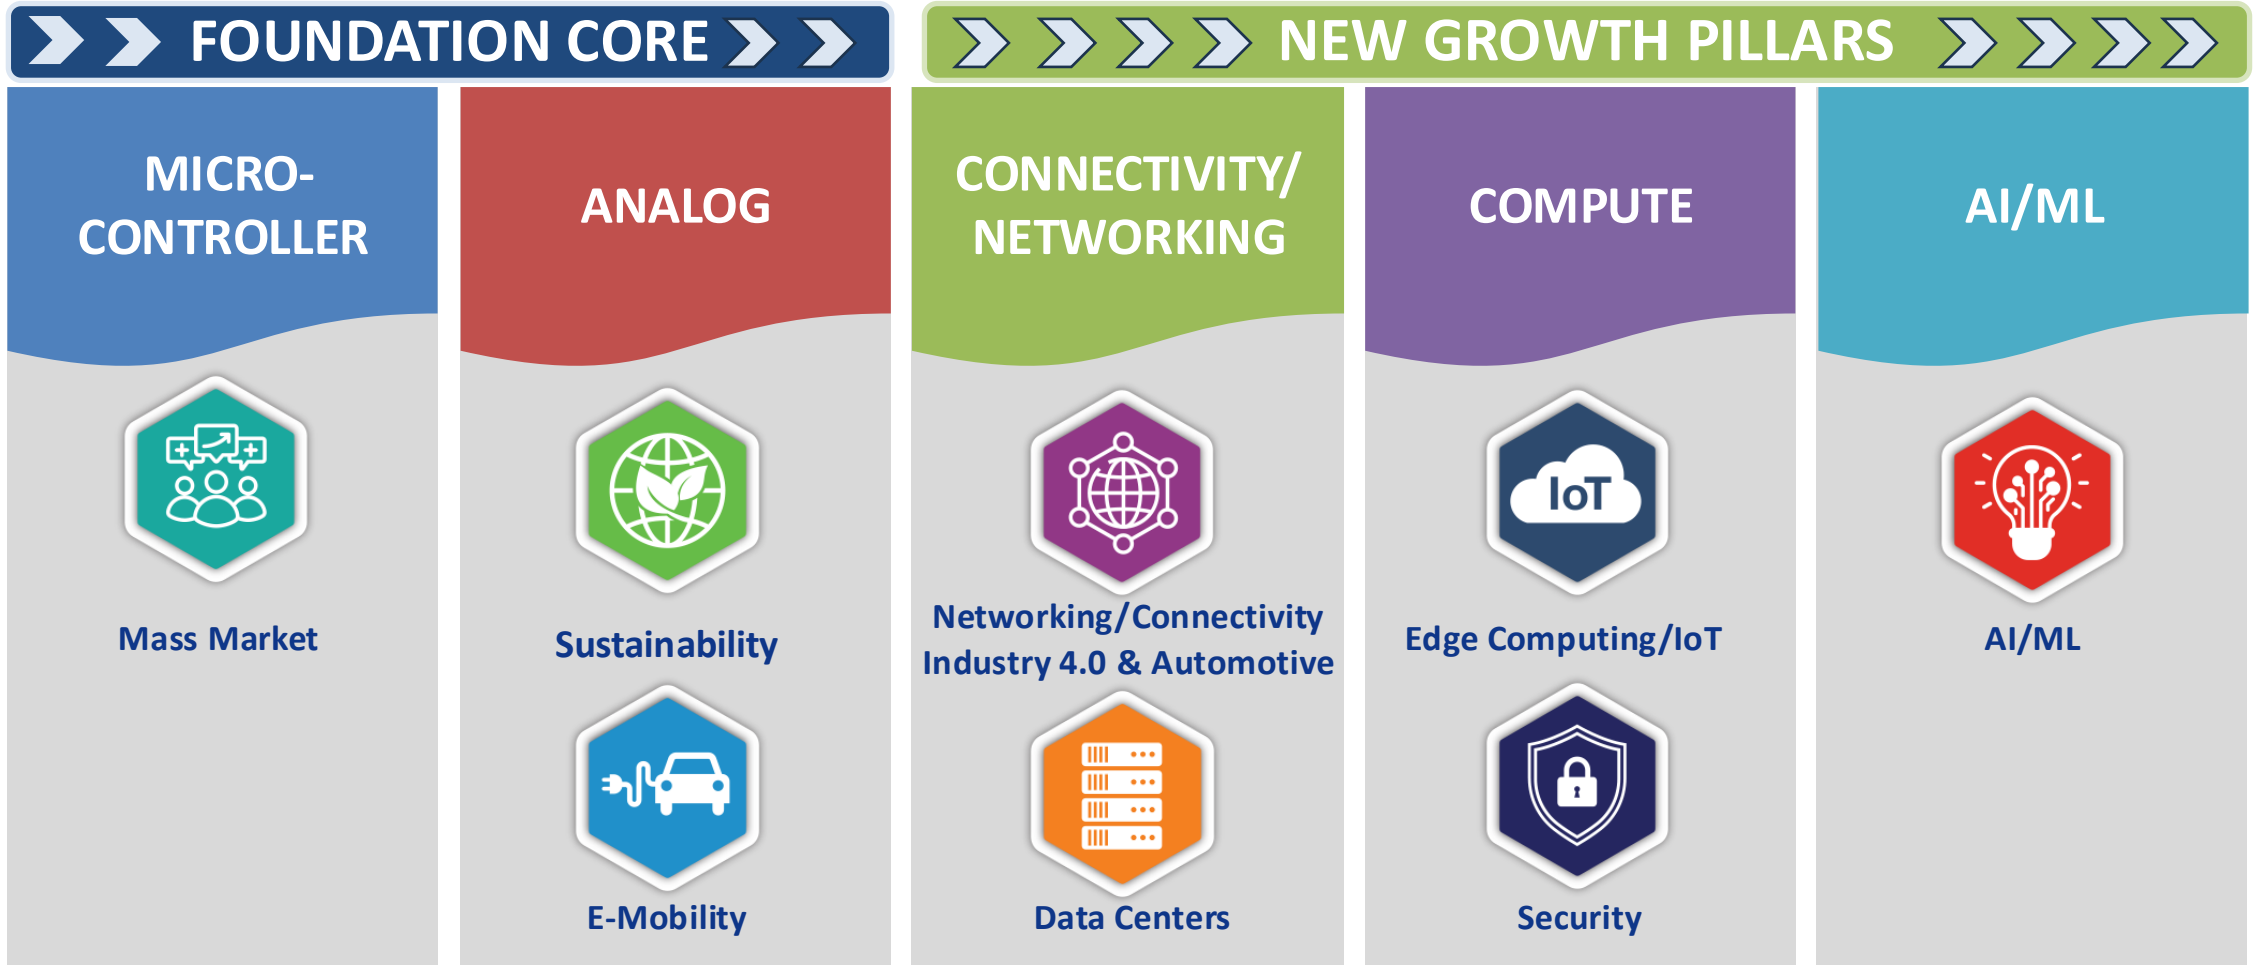 FOUNDATION CORE
NEW GROWTH PILLARS
MICRO-
CONTROLLER
ANALOG
CONNECTIVITY/
NETWORKING
COMPUTE
AI/ML
Mass Market
Sustainability
E-Mobility
Networking/Connectivity
Industry 4.0 & Automotive
Data Centers
IoT
Edge Computing/IoT
Security
AI/ML